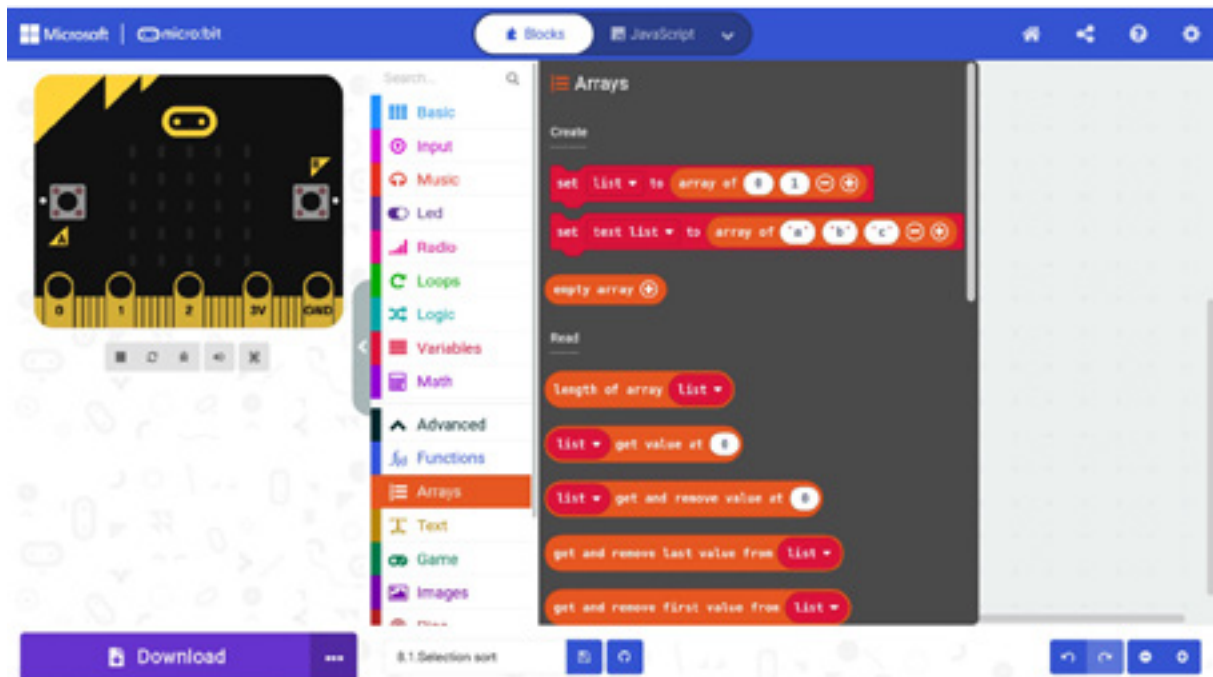 Microsoft | micro:bit
Blocks
JavaScript
A
B
0 1 2 3V GND
Search...
Basic
Input
Music
Led
Radio
Loops
Logic
Variables
Math
Advanced
Functions
Arrays
Text
Game
Images
Arrays
Create
set list to array of 0 1
set text list to array of "a" "b" "c"
empty array
Read
length of array list
list get value at 0
list get and remove value at 0
get and remove last value from list
get and remove first value from list
Download
8.1.Selection sort